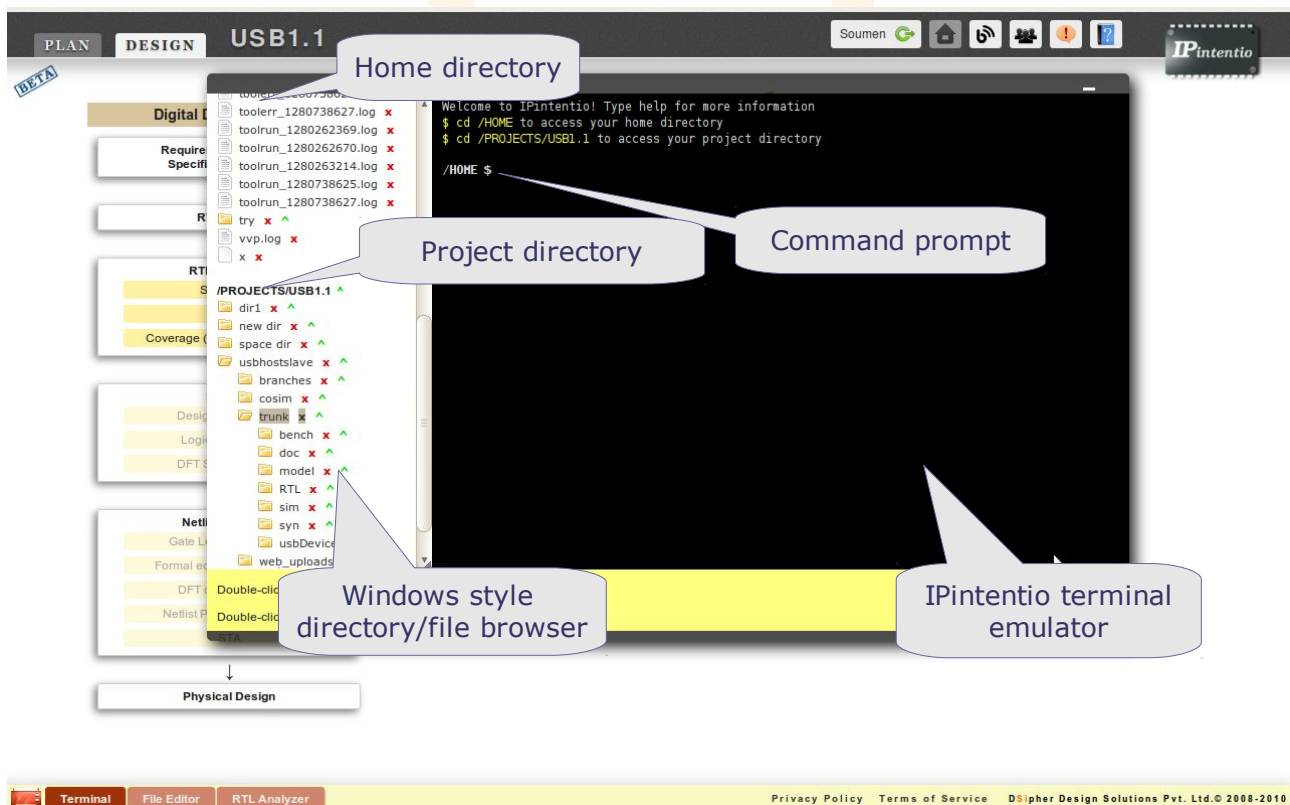 PLAN
DESIGN
USB1.1
Soumen
IPintentio
BETA
Home directory
Digital D
Require
Specifi
R
RTL
S
Coverage (
Desig
Logi
DFT S
Netli
Gate L
Formal eq
DFT
Netlist P
STA
Physical Design
toolerr_1280738627.log x
toolrun_1280262369.log x
toolrun_1280262670.log x
toolrun_1280263214.log x
toolrun_1280738625.log x
toolrun_1280738627.log x
try x ^
vvp.log x
x x
Project directory
/PROJECTS/USB1.1 ^
dir1 x ^
new dir x ^
space dir x ^
usbhostslave x ^
branches x ^
cosim x ^
trunk x ^
bench x ^
doc x ^
model x ^
RTL x ^
sim x ^
syn x ^
usbDevice
web_uploads
Double-clic
Double-clic
Windows style
directory/file browser
Welcome to IPintentio! Type help for more information
$ cd /HOME to access your home directory
$ cd /PROJECTS/USB1.1 to access your project directory
/HOME $
Command prompt
IPintentio terminal
emulator
Terminal
File Editor
RTL Analyzer
Privacy Policy Terms of Service DSipher Design Solutions Pvt. Ltd.© 2008-2010